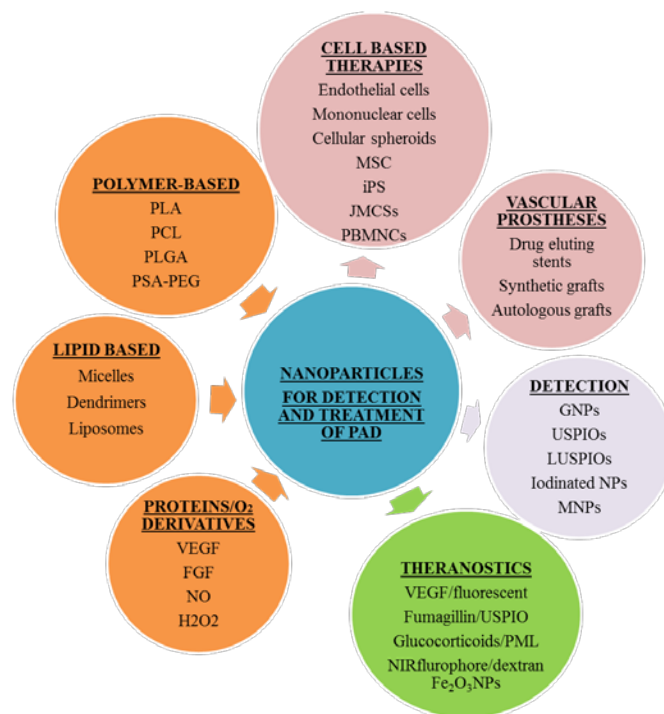 CELL BASED
THERAPIES
Endothelial cells
Mononuclear cells
Cellular spheroids
MSC
iPS
JMCSs
PBMNCs
POLYMER-BASED
PLA
PCL
PLGA
PSA-PEG
VASCULAR
PROSTHESES
Drug eluting
stents
Synthetic grafts
Autologous grafts
LIPID BASED
Micelles
Dendrimers
Liposomes
NANOPARTICLES
FOR DETECTION
AND TREATMENT
OF PAD
DETECTION
GNPs
USPIOs
LUSPIOs
Iodinated NPs
MNPs
PROTEINS/O₂
DERIVATIVES
VEGF
FGF
NO
H2O2
THERANOSTICS
VEGF/fluorescent
Fumagillin/USPIO
Glucocorticoids/PML
NIRflurophore/dextran
Fe₂O₃NPs